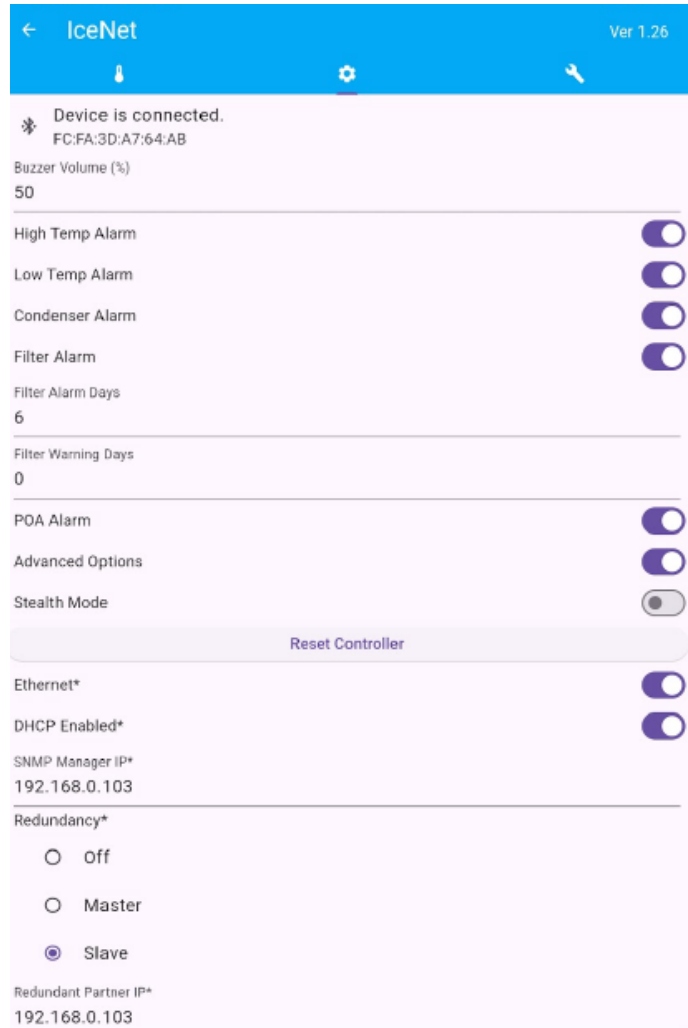 IceNet
Ver 1.26
Device is connected.
FC:FA:3D:A7:64:AB
Buzzer Volume (%)
50
High Temp Alarm
Low Temp Alarm
Condenser Alarm
Filter Alarm
Filter Alarm Days
6
Filter Warning Days
0
POA Alarm
Advanced Options
Stealth Mode
Reset Controller
Ethernet*
DHCP Enabled*
SNMP Manager IP*
192.168.0.103
Redundancy*
Off
Master
Slave
Redundant Partner IP*
192.168.0.103